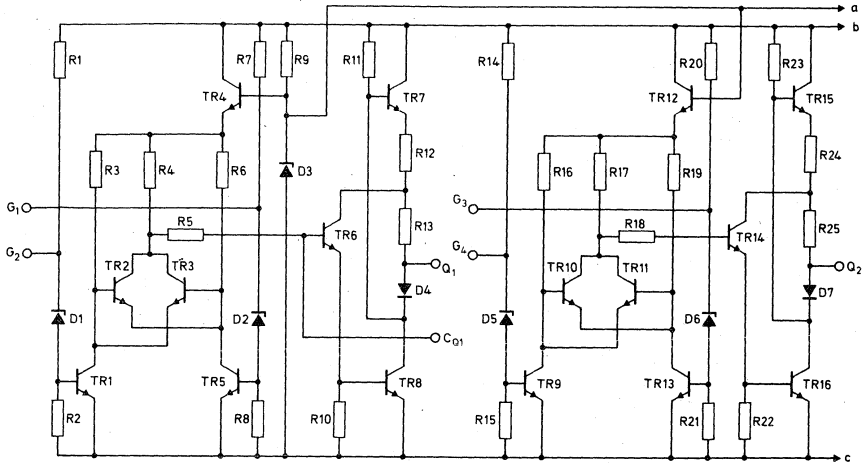 a
b
R1
R7
R9
R11
R14
R20
R23
TR4
TR7
TR12
TR15
R3
R4
R6
D3
R12
R16
R17
R19
R24
G1
R5
R13
G3
R18
R25
G2
TR6
G4
TR14
TR2
TR3
Q1
TR10
TR11
Q2
D4
D7
D1
D2
CQ1
D5
D6
TR1
TR5
TR8
TR9
TR13
TR16
R2
R8
R10
R15
R21
R22
c